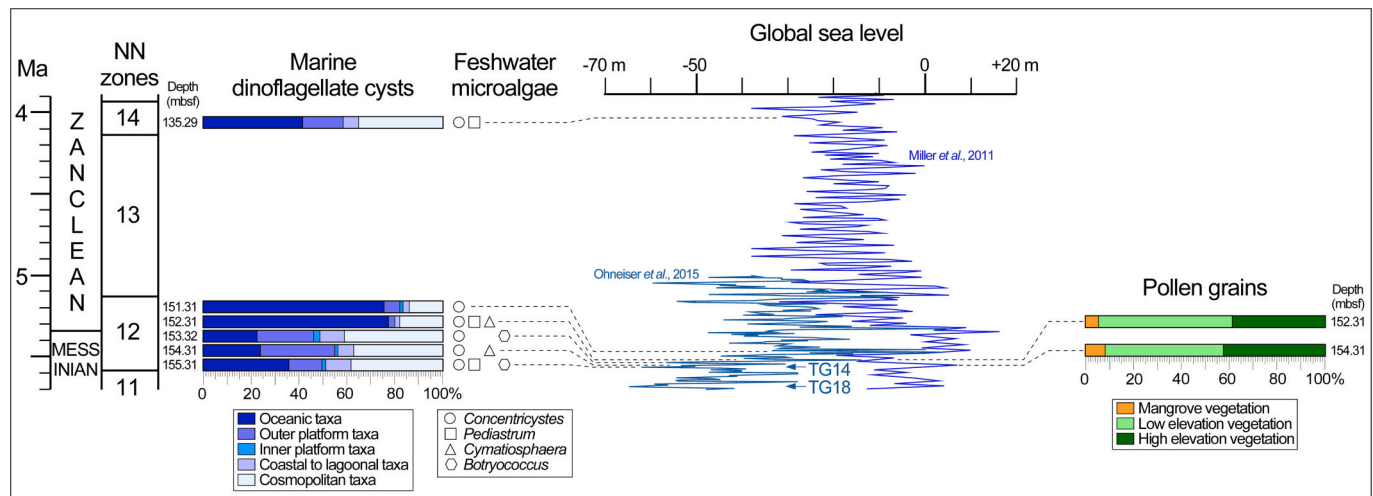 Global sea level
-70 m
-50
0
+20 m
Ma
NN
zones
Depth
(mbsf)
Marine
dinoflagellate cysts
Feshwater
microalgae
4
5
Z
A
N
C
L
E
A
N
MESS
INIAN
14
13
12
11
135.29
151.31
152.31
153.32
154.31
155.31
0
20
40
60
80
100%
Miller et al., 2011
Ohneiser et al., 2015
TG14
TG18
Pollen grains
Depth
(mbsf)
152.31
154.31
0
20
40
60
80
100%
Oceanic taxa
Outer platform taxa
Inner platform taxa
Coastal to lagoonal taxa
Cosmopolitan taxa
Concentricystes
Pediastrum
Cymatiosphaera
Botryococcus
Mangrove vegetation
Low elevation vegetation
High elevation vegetation